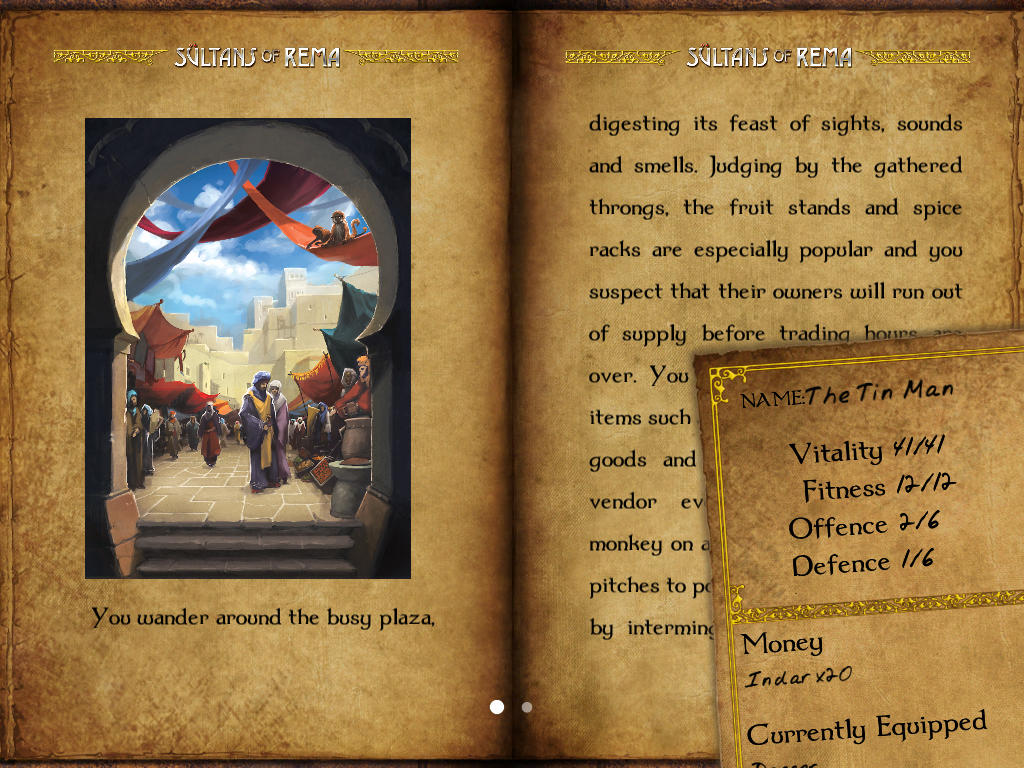 SULTANS OF REMA
You wander around the busy plaza,
SULTANS OF REMA
digesting its feast of sights, sounds
and smells. Judging by the gathered
throngs, the fruit stands and spice
racks are especially popular and you
suspect that their owners will run out
of supply before trading hours are
over. You
items such
goods and
vendor ev
monkey on a
pitches to po
by interming
NAME: The Tin Man
Vitality 41/41
Fitness 12/12
Offence 2/6
Defence 1/6
Money
Indar x20
Currently Equipped